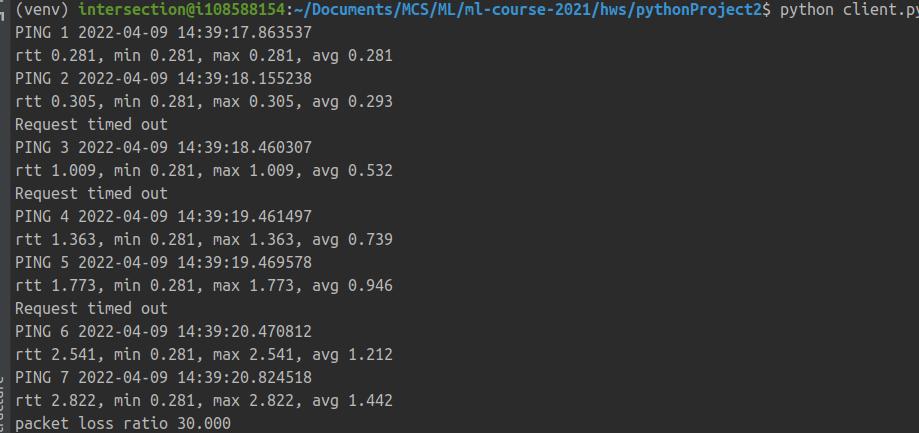 (venv) intersection@i108588154:~/Documents/MCS/ML/ml-course-2021/hws/pythonProject2$ python client.py
PING 1 2022-04-09 14:39:17.863537
rtt 0.281, min 0.281, max 0.281, avg 0.281
PING 2 2022-04-09 14:39:18.155238
rtt 0.305, min 0.281, max 0.305, avg 0.293
Request timed out
PING 3 2022-04-09 14:39:18.460307
rtt 1.009, min 0.281, max 1.009, avg 0.532
Request timed out
PING 4 2022-04-09 14:39:19.461497
rtt 1.363, min 0.281, max 1.363, avg 0.739
PING 5 2022-04-09 14:39:19.469578
rtt 1.773, min 0.281, max 1.773, avg 0.946
Request timed out
PING 6 2022-04-09 14:39:20.470812
rtt 2.541, min 0.281, max 2.541, avg 1.212
PING 7 2022-04-09 14:39:20.824518
rtt 2.822, min 0.281, max 2.822, avg 1.442
packet loss ratio 30.000